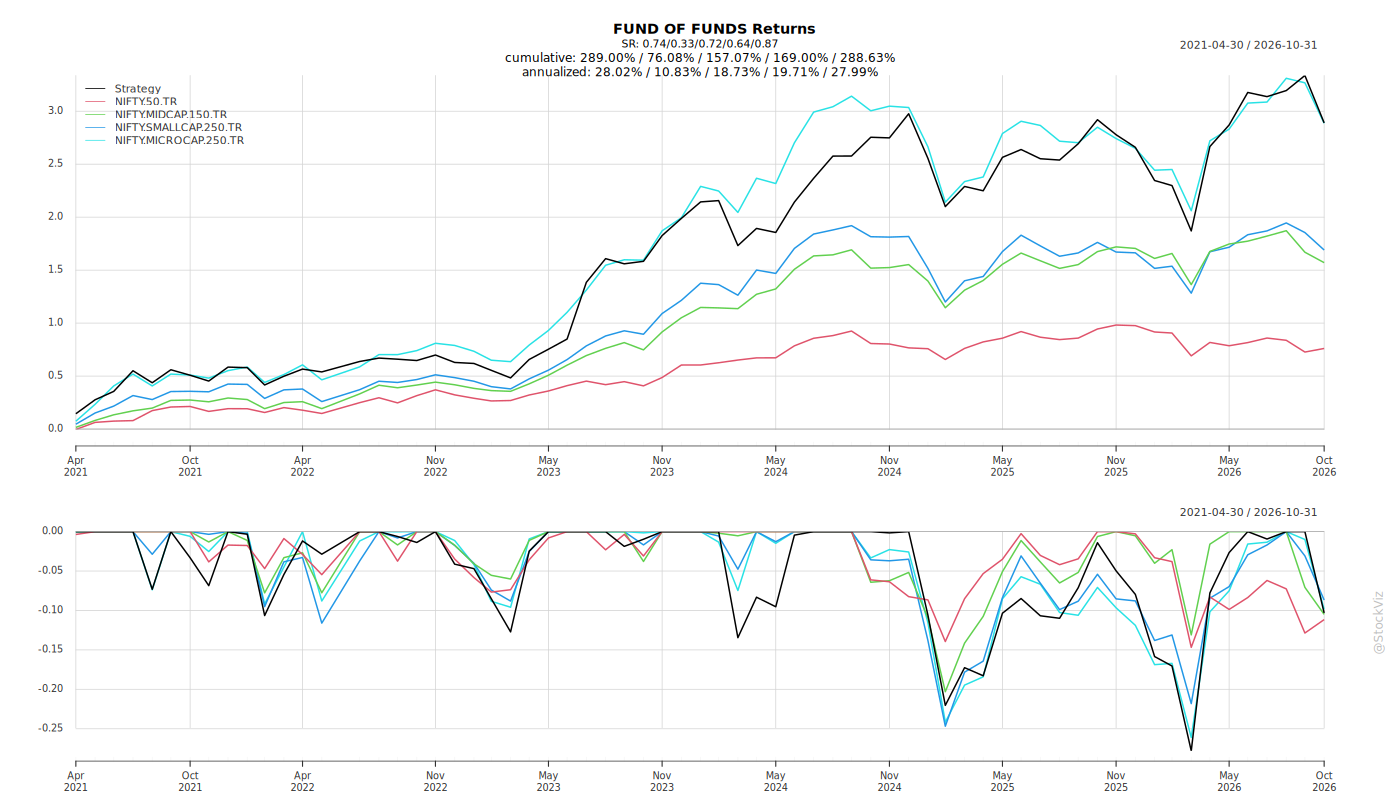 FUND OF FUNDS Returns
SR: 0.74/0.33/0.72/0.64/0.87
2021-04-30 / 2026-10-31
cumulative: 289.00% / 76.08% / 157.07% / 169.00% / 288.63%
annualized: 28.02% / 10.83% / 18.73% / 19.71% / 27.99%
Strategy
NIFTY.50.TR
NIFTY.MIDCAP.150.TR
NIFTY.SMALLCAP.250.TR
NIFTY.MICROCAP.250.TR
3.0
2.5
2.0
1.5
1.0
0.5
0.0
Apr Oct Apr Nov May Nov May Nov May Nov May Oct
2021 2021 2022 2022 2023 2023 2024 2024 2025 2025 2026 2026
2021-04-30 / 2026-10-31
0.00
-0.05
-0.10
-0.15
-0.20
-0.25
Apr Oct Apr Nov May Nov May Nov May Nov May Oct
2021 2021 2022 2022 2023 2023 2024 2024 2025 2025 2026 2026
@StockViz